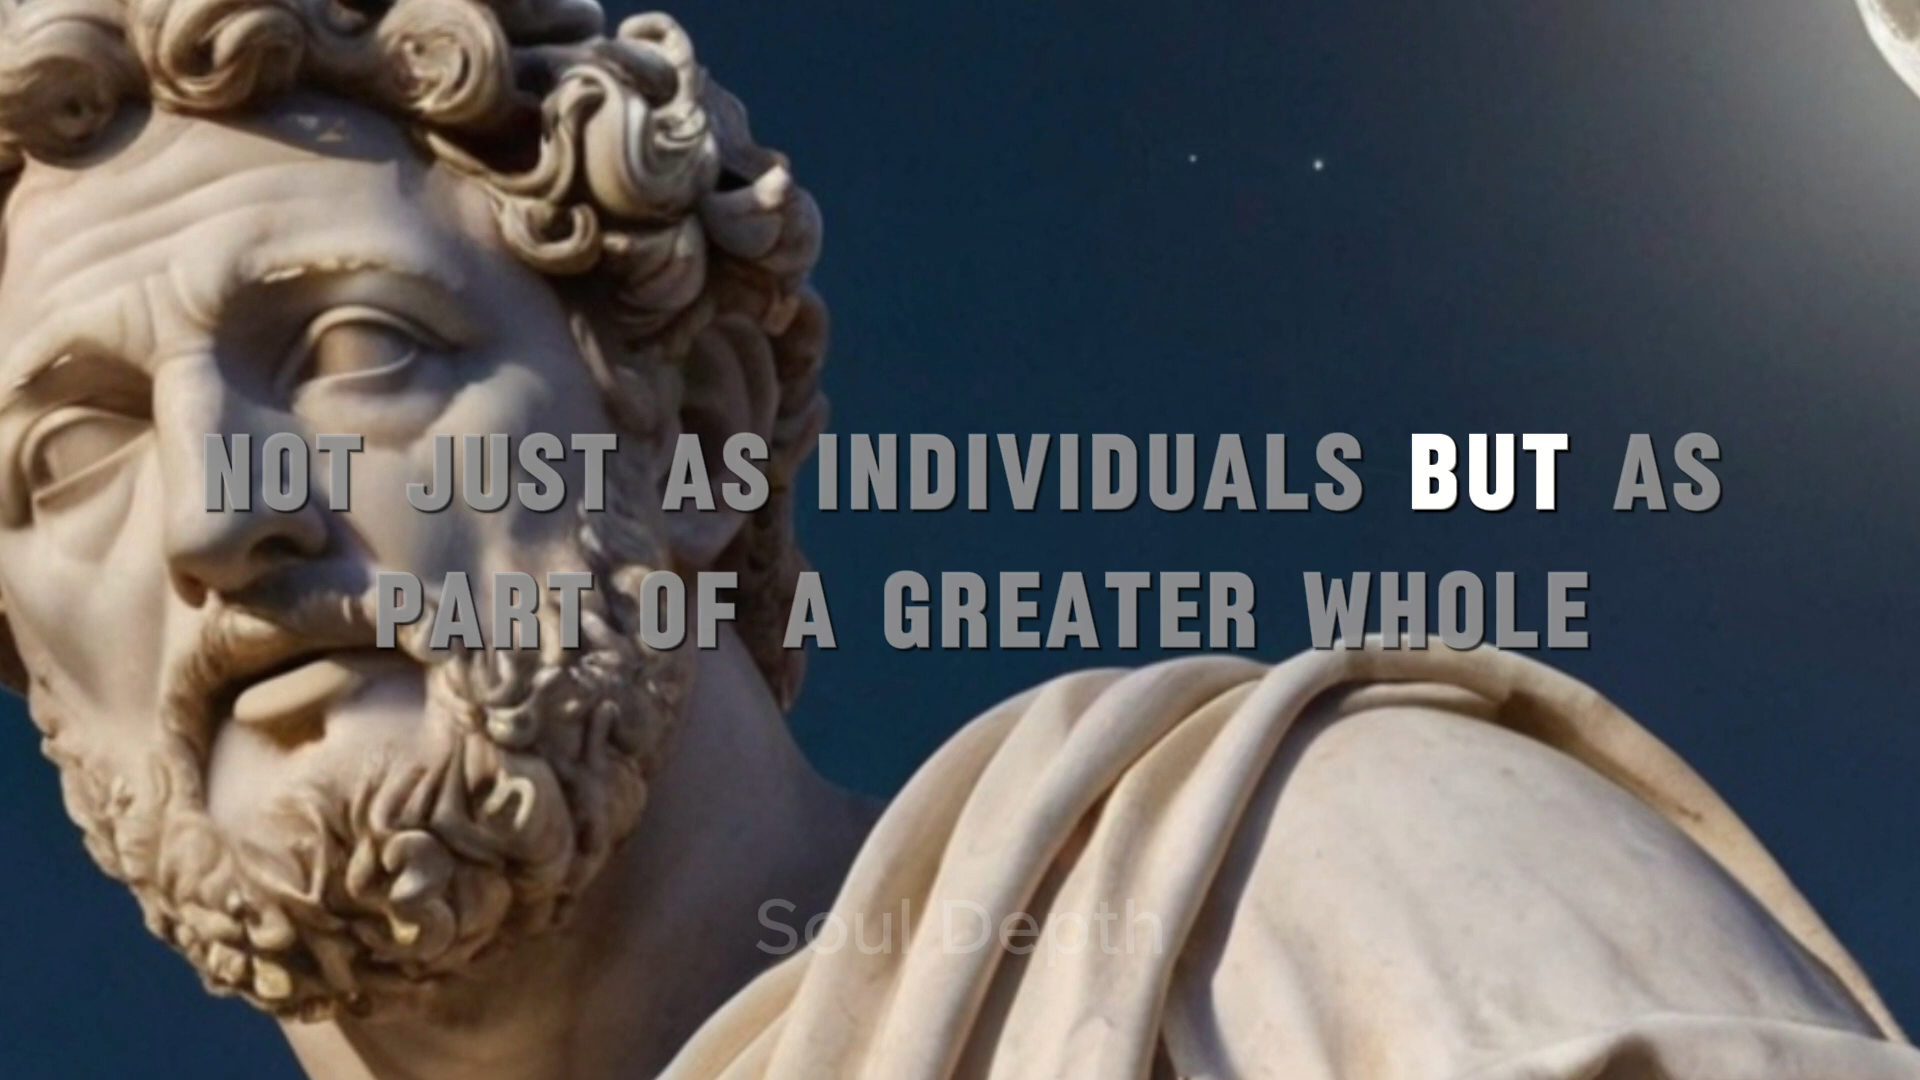 NOT JUST AS INDIVIDUALS BUT AS
PART OF A GREATER WHOLE
Soul Depth